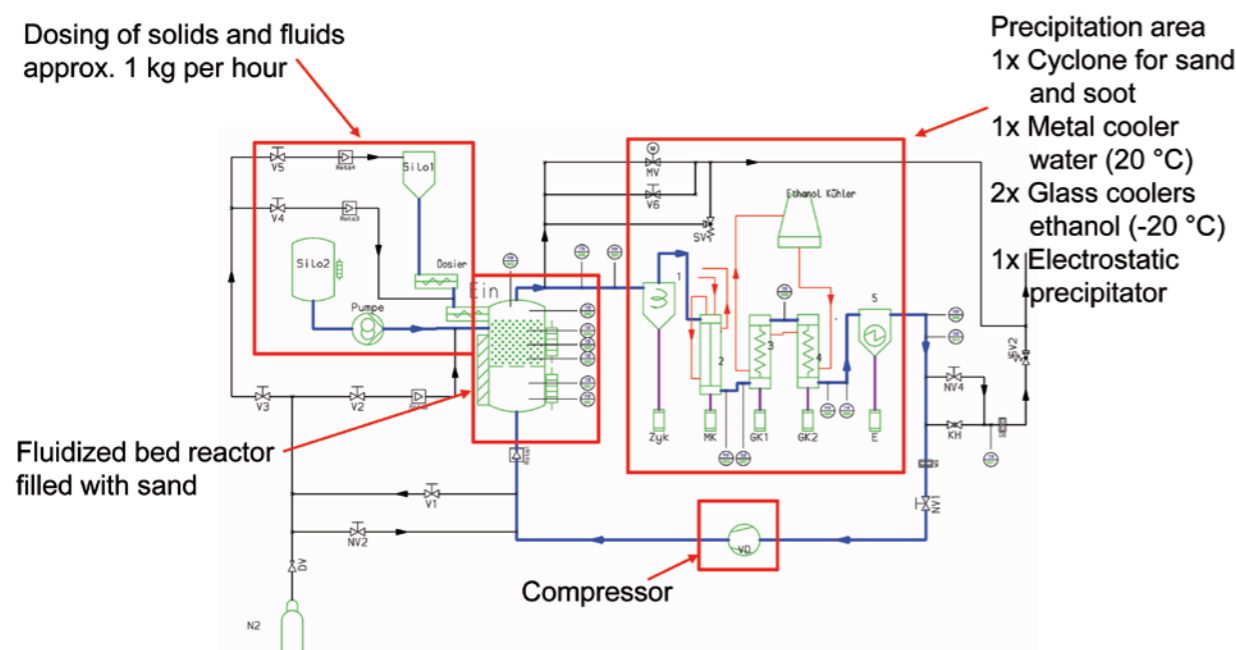 Dosing of solids and fluids
approx. 1 kg per hour
Precipitation area
1x Cyclone for sand
and soot
1x Metal cooler
water (20 °C)
2x Glass coolers
ethanol (-20 °C)
1x Electrostatic
precipitator
V5
Silo1
V4
Silo2
Dosier
Ein
Pumpe
V3
V2
MV
V6
SV
Ethanol Kühler
1
2
3
4
5
Zyk
MK
GK1
GK2
E
NV4
KH
NV1
Fluidized bed reactor
filled with sand
V1
NV2
VD
Compressor
DV
N2